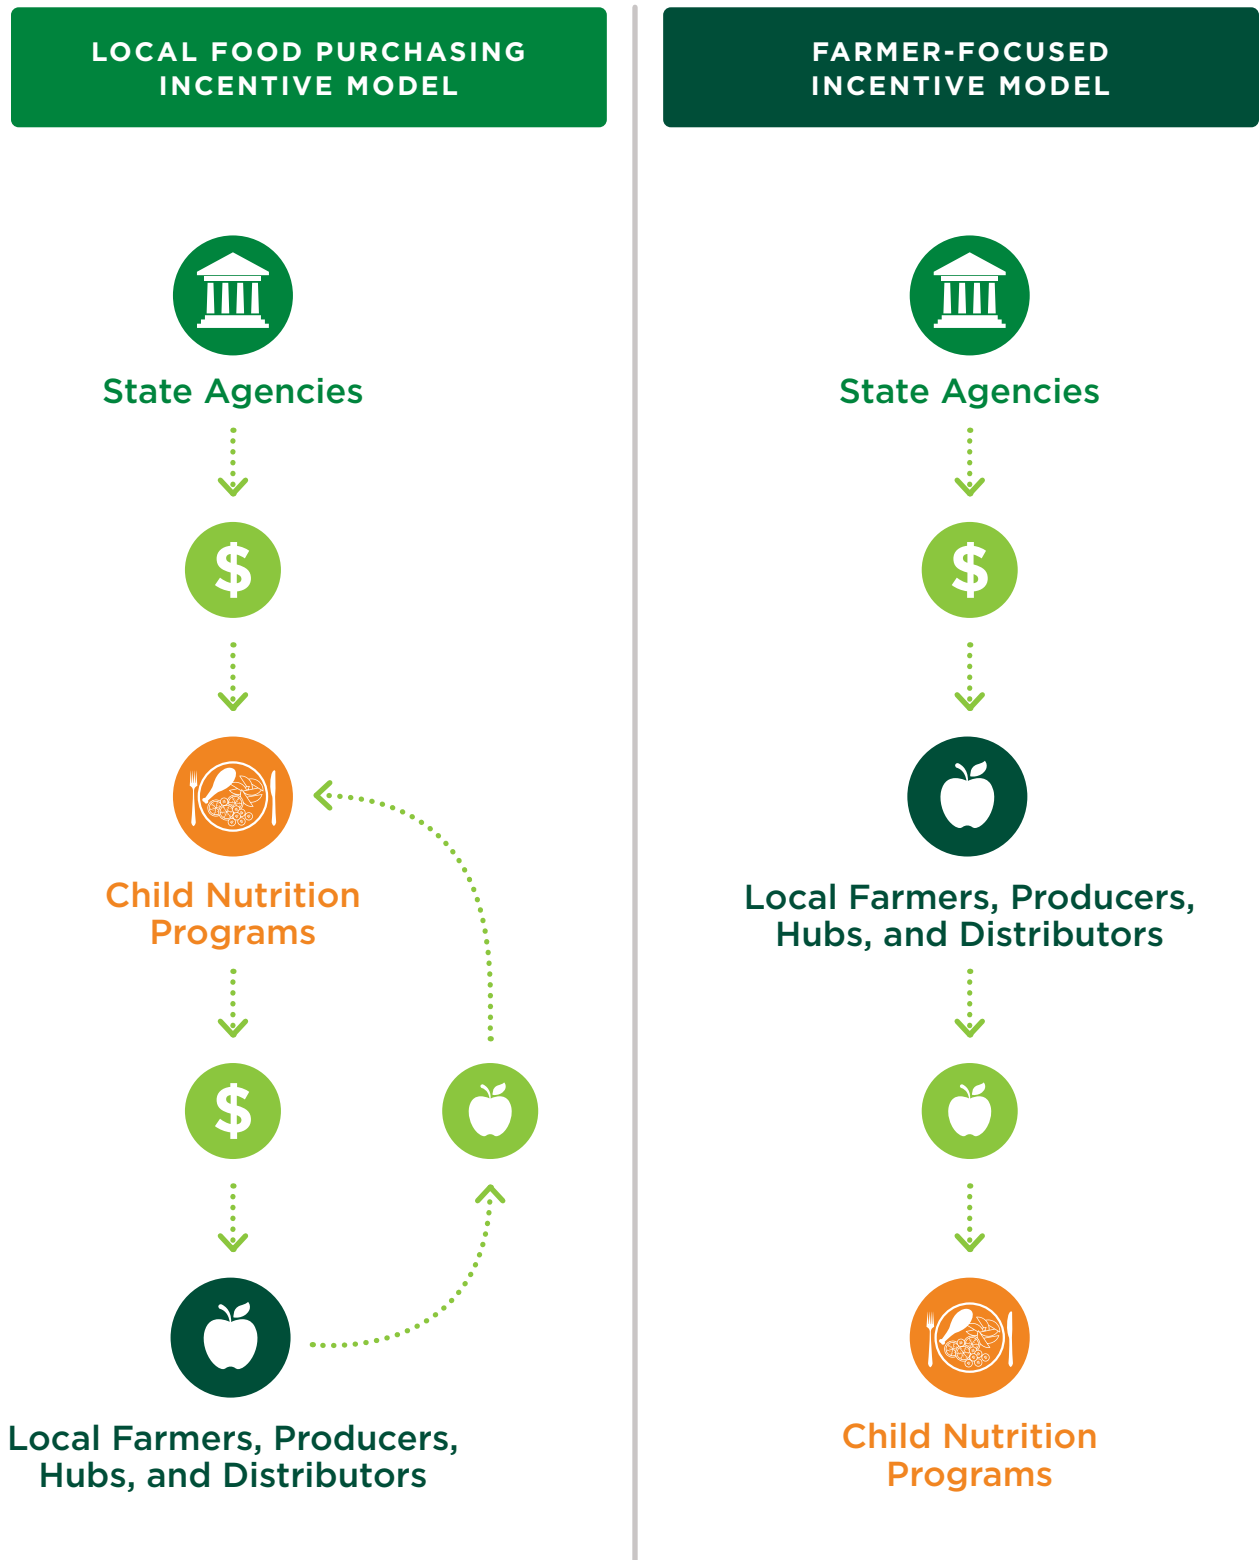 LOCAL FOOD PURCHASING
INCENTIVE MODEL
State Agencies
$
Child Nutrition
Programs
$
Local Farmers, Producers,
Hubs, and Distributors
FARMER-FOCUSED
INCENTIVE MODEL
State Agencies
$
Local Farmers, Producers,
Hubs, and Distributors
Child Nutrition
Programs